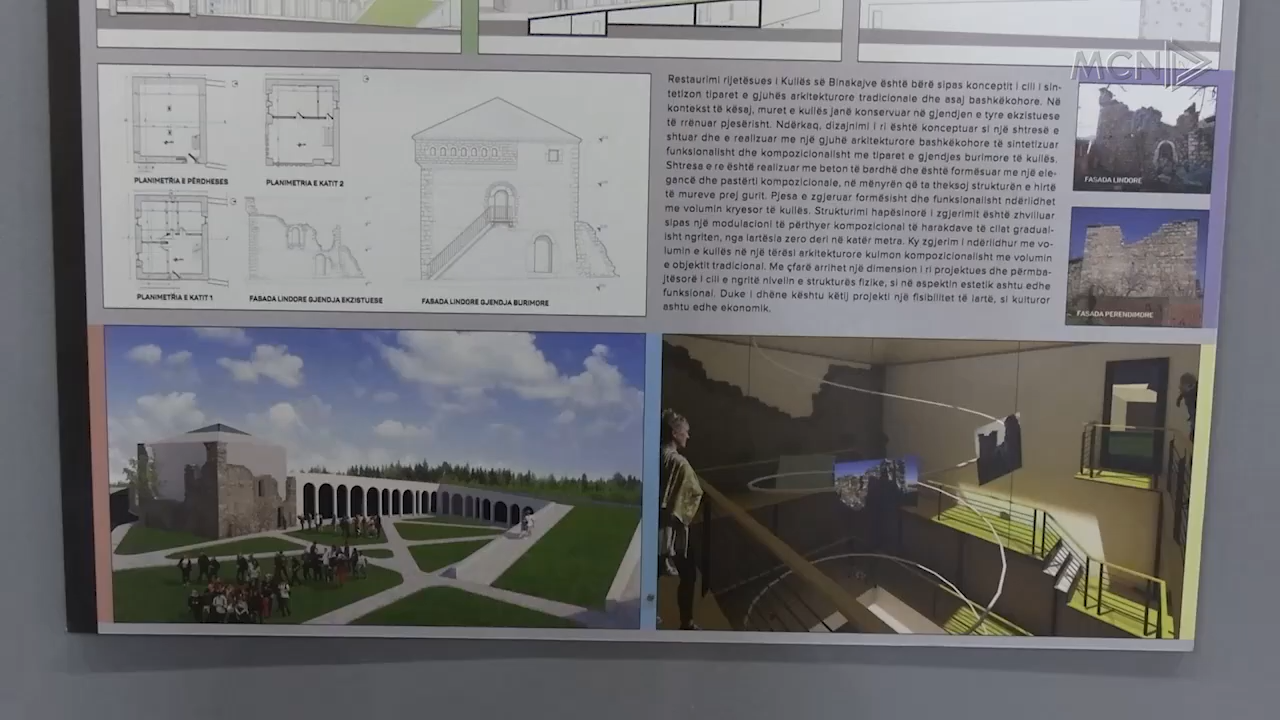 MCN
Restaurimi rijetësues i Kullës së Binakajve është bërë sipas konceptit i cili i sin-
tetizon tiparet e gjuhës arkitekturore tradicionale dhe asaj bashkëkohore. Në
kontekst të kësaj, muret e kullës janë konservuar në gjendjen e tyre ekzistuese
të rrënuar pjesërisht. Ndërkaq, dizajnimi i ri është konceptuar si një shtresë e
shtuar dhe e realizuar me një gjuhë arkitekturore bashkëkohore të sintetizuar
funksionalisht dhe kompozicionalisht me tiparet e gjendjes burimore të kullës.
Shtresa e re është realizuar me beton të bardhë dhe është formësuar me një ele-
gancë dhe pastërti kompozicionale, në mënyrën që ta theksoj strukturën e hirtë
të mureve prej gurit. Pjesa e zgjeruar formësisht dhe funksionalisht ndërlidhet
me volumin kryesor të kullës. Strukturimi hapësinorë i zgjerimit është zhvilluar
sipas një modulacioni të përthyer kompozicional të harakdave të cilat gradual-
isht ngriten, nga lartësia zero deri në katër metra. Ky zgjerim i ndërlidhur me vo-
lumin e kullës në një tërësi arkitekturore kulmon kompozicionalisht me volumin
e objektit tradicional. Me çfarë arrihet një dimension i ri projektues dhe përmba-
jtësorë i cili e ngritë nivelin e strukturës fizike, si në aspektin estetik ashtu edhe
funksional. Duke i dhëne kështu këtij projekti një fisibilitet të lartë, si kulturor
ashtu edhe ekonomik.
PLANIMETRIA E PËRDHESES
PLANIMETRIA E KATIT 2
PLANIMETRIA E KATIT 1
FASADA LINDORE GJENDJA EKZISTUESE
FASADA LINDORE GJENDJA BURIMORE
FASADA LINDORE
FASADA PERENDIMORE